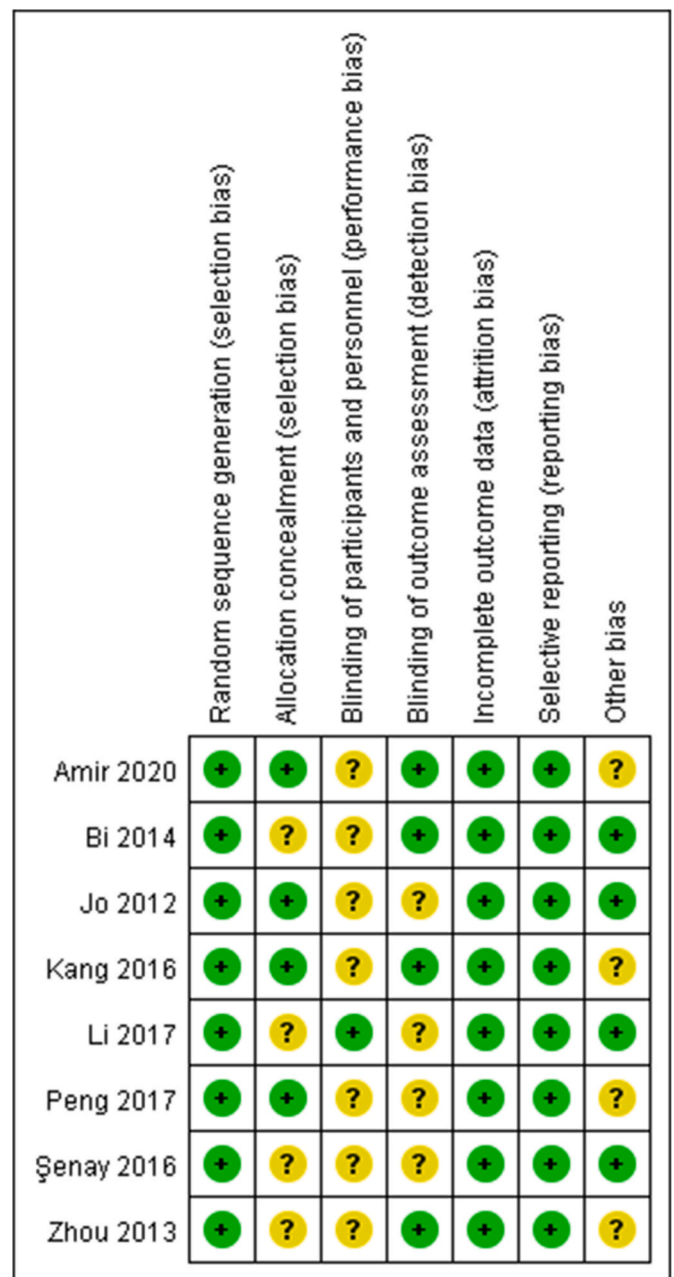 Random sequence generation (selection bias)
Allocation concealment (selection bias)
Blinding of participants and personnel (performance bias)
Blinding of outcome assessment (detection bias)
Incomplete outcome data (attrition bias)
Selective reporting (reporting bias)
Other bias
Amir 2020 + + ? + + + ?
Bi 2014 + ? ? + + + +
Jo 2012 + + ? ? + + +
Kang 2016 + + ? + + + ?
Li 2017 + ? + ? + + +
Peng 2017 + + ? ? + + ?
Şenay 2016 + ? ? ? + + +
Zhou 2013 + ? ? + + + ?